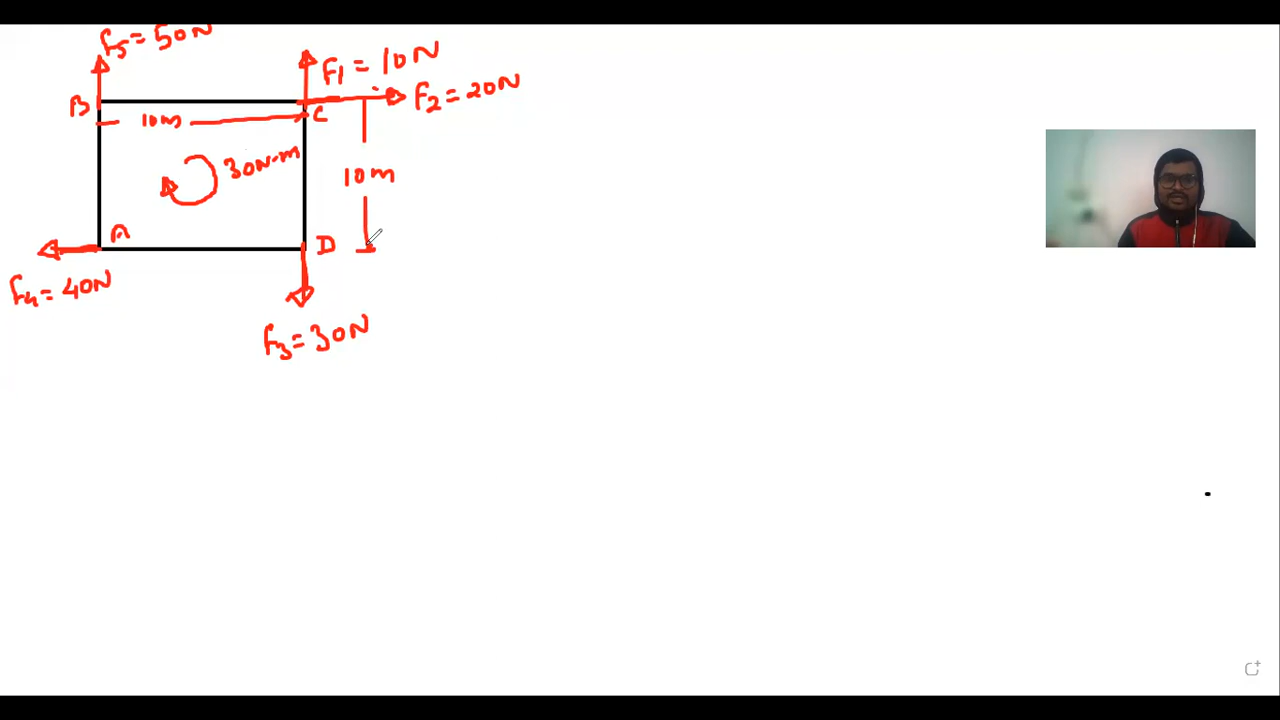 F5 = 50N
F1 = 10N
F2 = 20N
B
10m
C
30N-m
10m
A
D
F4 = 40N
F3 = 30N